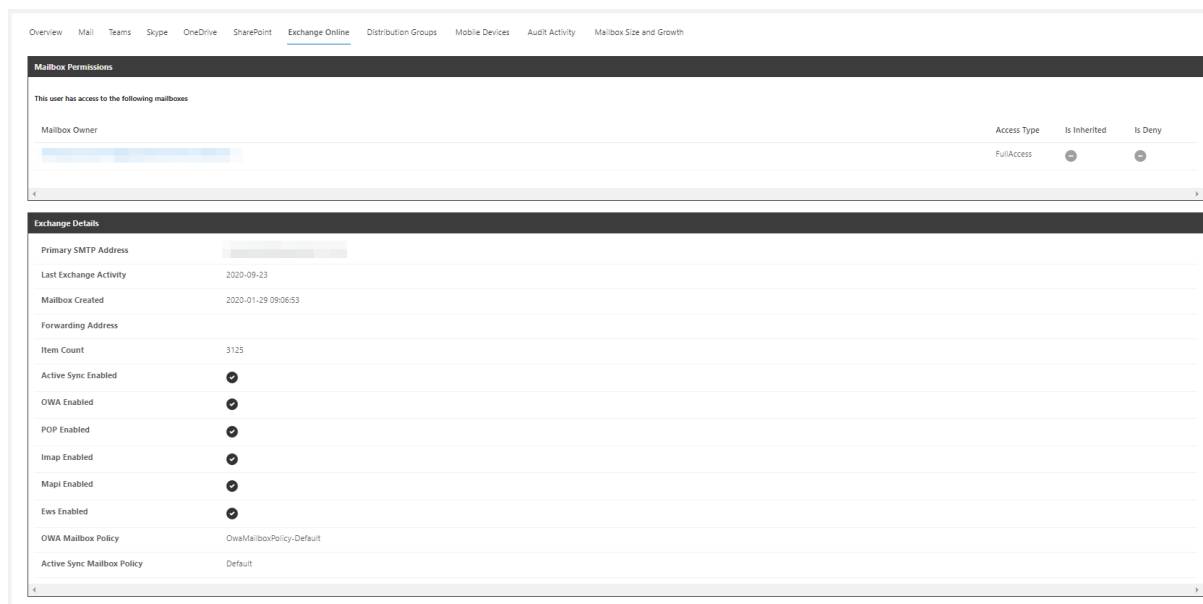 Overview Mail Teams Skype OneDrive SharePoint Exchange Online Distribution Groups Mobile Devices Audit Activity Mailbox Size and Growth
Mailbox Permissions
This user has access to the following mailboxes
Mailbox Owner Access Type Is Inherited Is Deny
FullAccess
Exchange Details
Primary SMTP Address
Last Exchange Activity 2020-09-23
Mailbox Created 2020-01-29 09:06:53
Forwarding Address
Item Count 3125
Active Sync Enabled
OWA Enabled
POP Enabled
Imap Enabled
Mapi Enabled
Ews Enabled
OWA Mailbox Policy OwaMailboxPolicy-Default
Active Sync Mailbox Policy Default